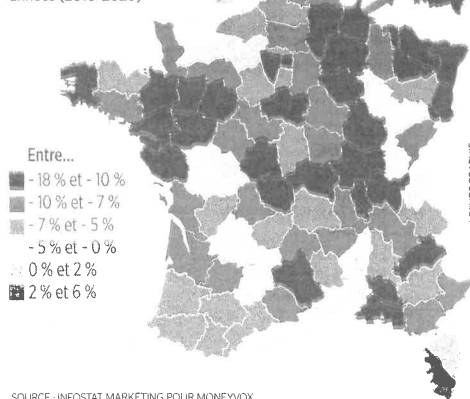 Entre...
- 18 % et - 10 %
- 10 % et - 7 %
- 7 % et - 5 %
- 5 % et - 0 %
0 % et 2 %
2 % et 6 %
SOURCE : INFOSTAT MARKETING POUR MONEYVOX